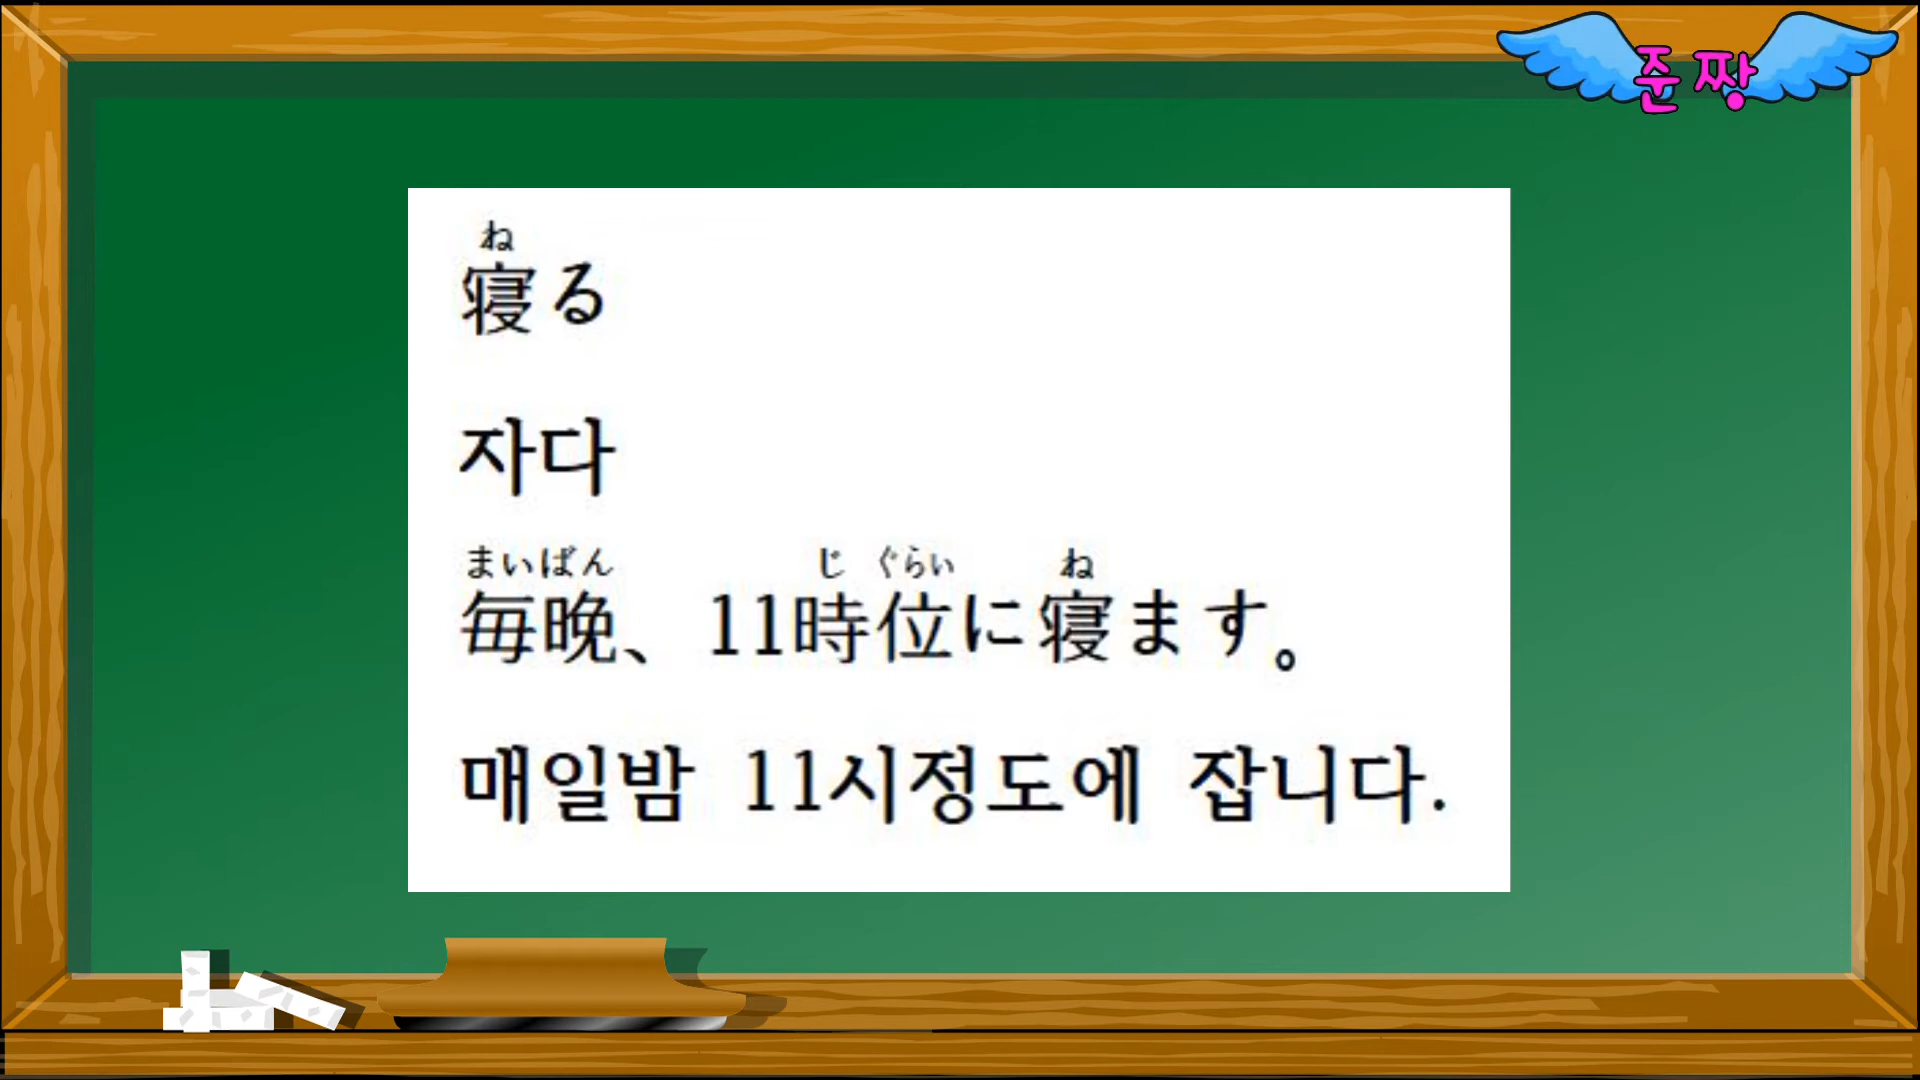 준짱
ね
寝る
자다
まいばん じ ぐらい ね
毎晩、11時位に寝ます。
매일밤 11시정도에 잡니다.